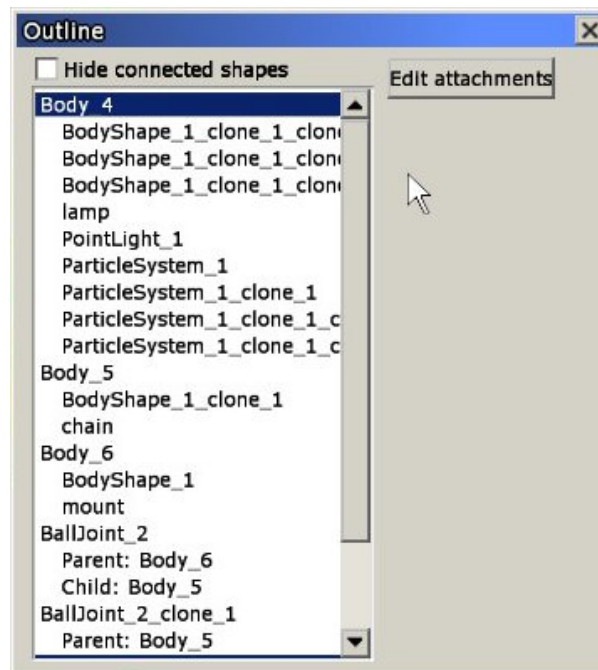 Outline
Hide connected shapes
Edit attachments
Body_4
BodyShape_1_clone_1_clon
BodyShape_1_clone_1_clon
BodyShape_1_clone_1_clon
lamp
PointLight_1
ParticleSystem_1
ParticleSystem_1_clone_1
ParticleSystem_1_clone_1_c
ParticleSystem_1_clone_1_c
Body_5
BodyShape_1_clone_1
chain
Body_6
BodyShape_1
mount
BallJoint_2
Parent: Body_6
Child: Body_5
BallJoint_2_clone_1
Parent: Body_5